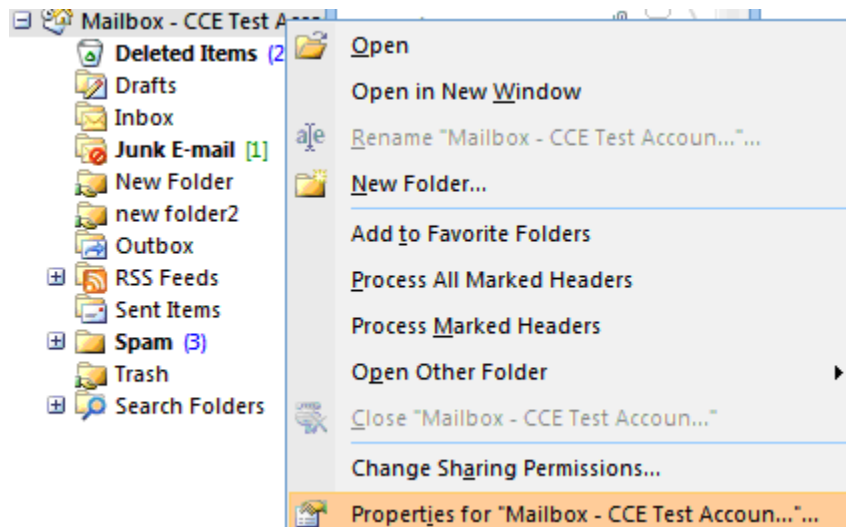 Mailbox - CCE Test Acco
Deleted Items (2
Drafts
Inbox
Junk E-mail [1]
New Folder
new folder2
Outbox
RSS Feeds
Sent Items
Spam (3)
Trash
Search Folders
Open
Open in New Window
Rename "Mailbox - CCE Test Accoun..."...
New Folder...
Add to Favorite Folders
Process All Marked Headers
Process Marked Headers
Open Other Folder
Close "Mailbox - CCE Test Accoun..."
Change Sharing Permissions...
Properties for "Mailbox - CCE Test Accoun..."...